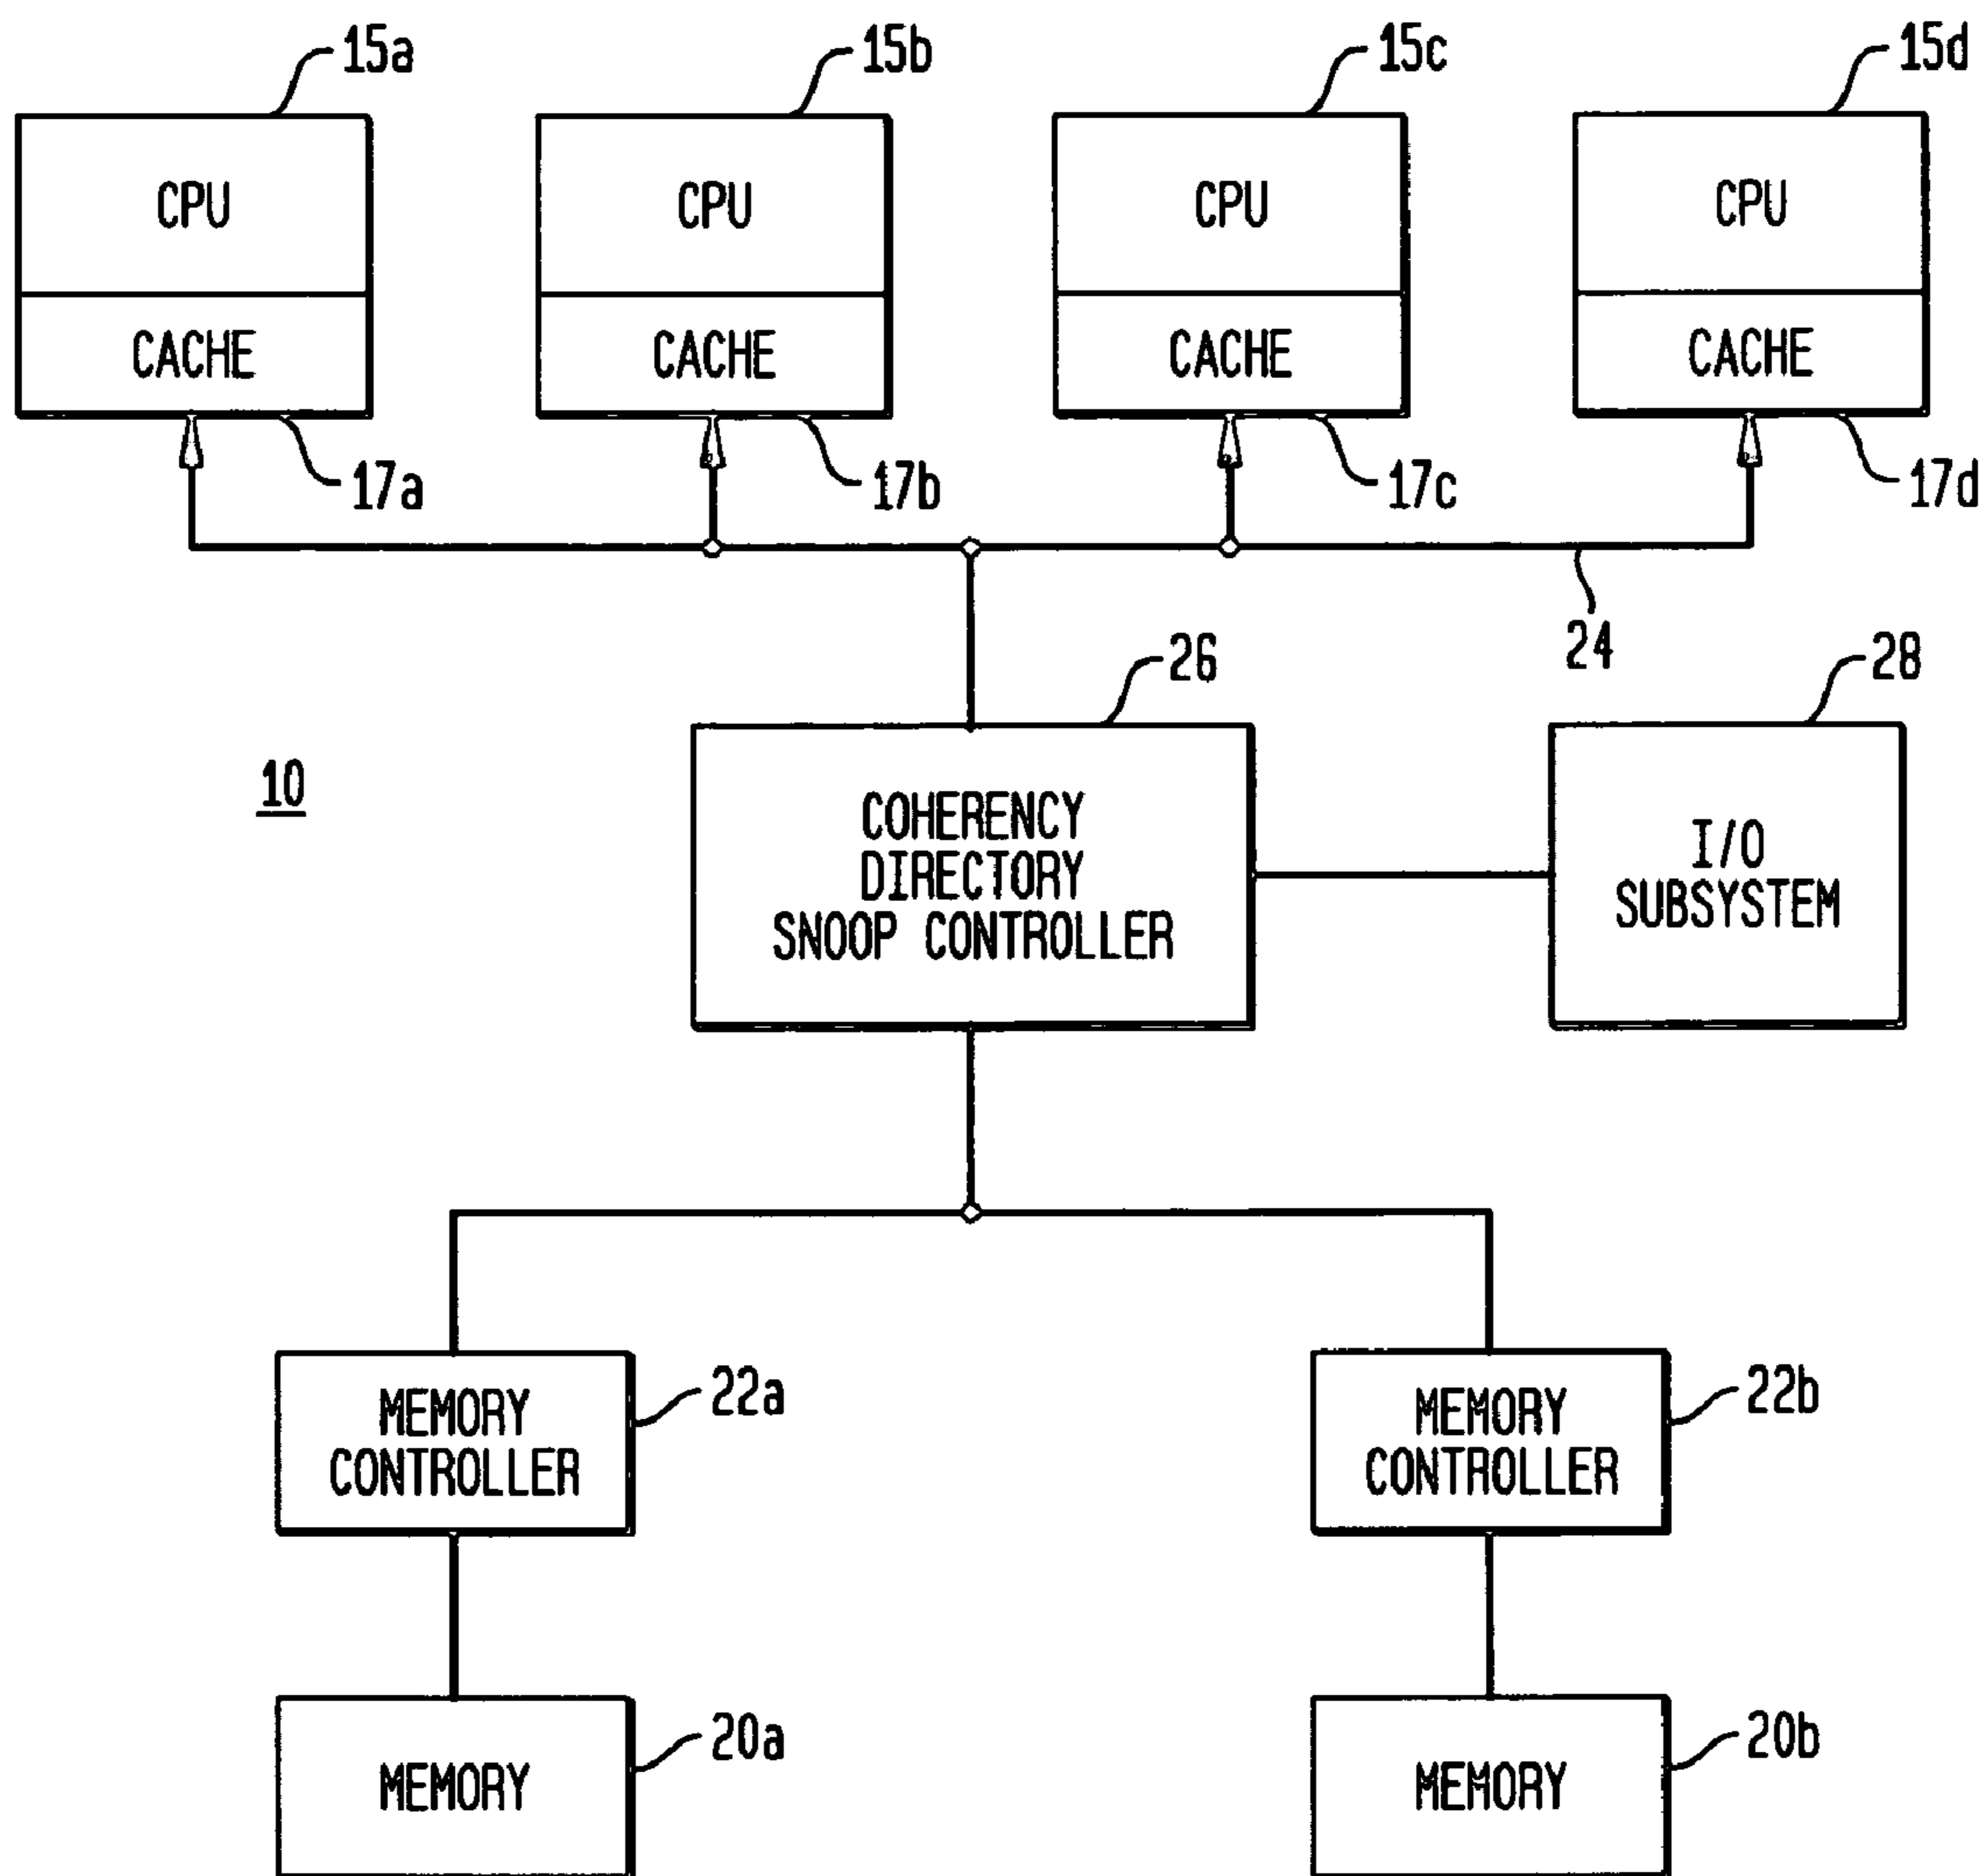 15a
15b
15c
15d
CPU
CPU
CPU
CPU
CACHE
CACHE
CACHE
CACHE
17a
17b
17c
17d
24
26
28
10
COHERENCY
DIRECTORY
SNOOP CONTROLLER
I/O
SUBSYSTEM
MEMORY
CONTROLLER
22a
MEMORY
CONTROLLER
22b
MEMORY
20a
MEMORY
20b